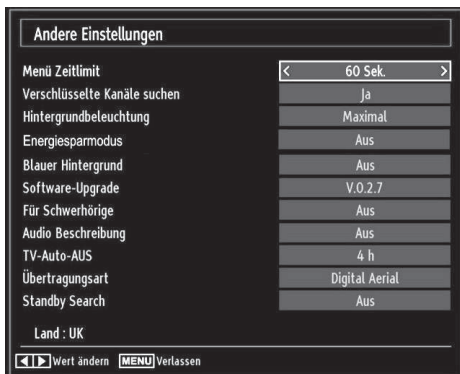 Andere Einstellungen
Menü Zeitlimit < 60 Sek. >
Verschlüsselte Kanäle suchen Ja
Hintergrundbeleuchtung Maximal
Energiesparmodus Aus
Blauer Hintergrund Aus
Software-Upgrade V.0.2.7
Für Schwerhörige Aus
Audio Beschreibung Aus
TV-Auto-AUS 4 h
Übertragungsart Digital Aerial
Standby Search Aus
Land : UK
Wert ändern MENU Verlassen